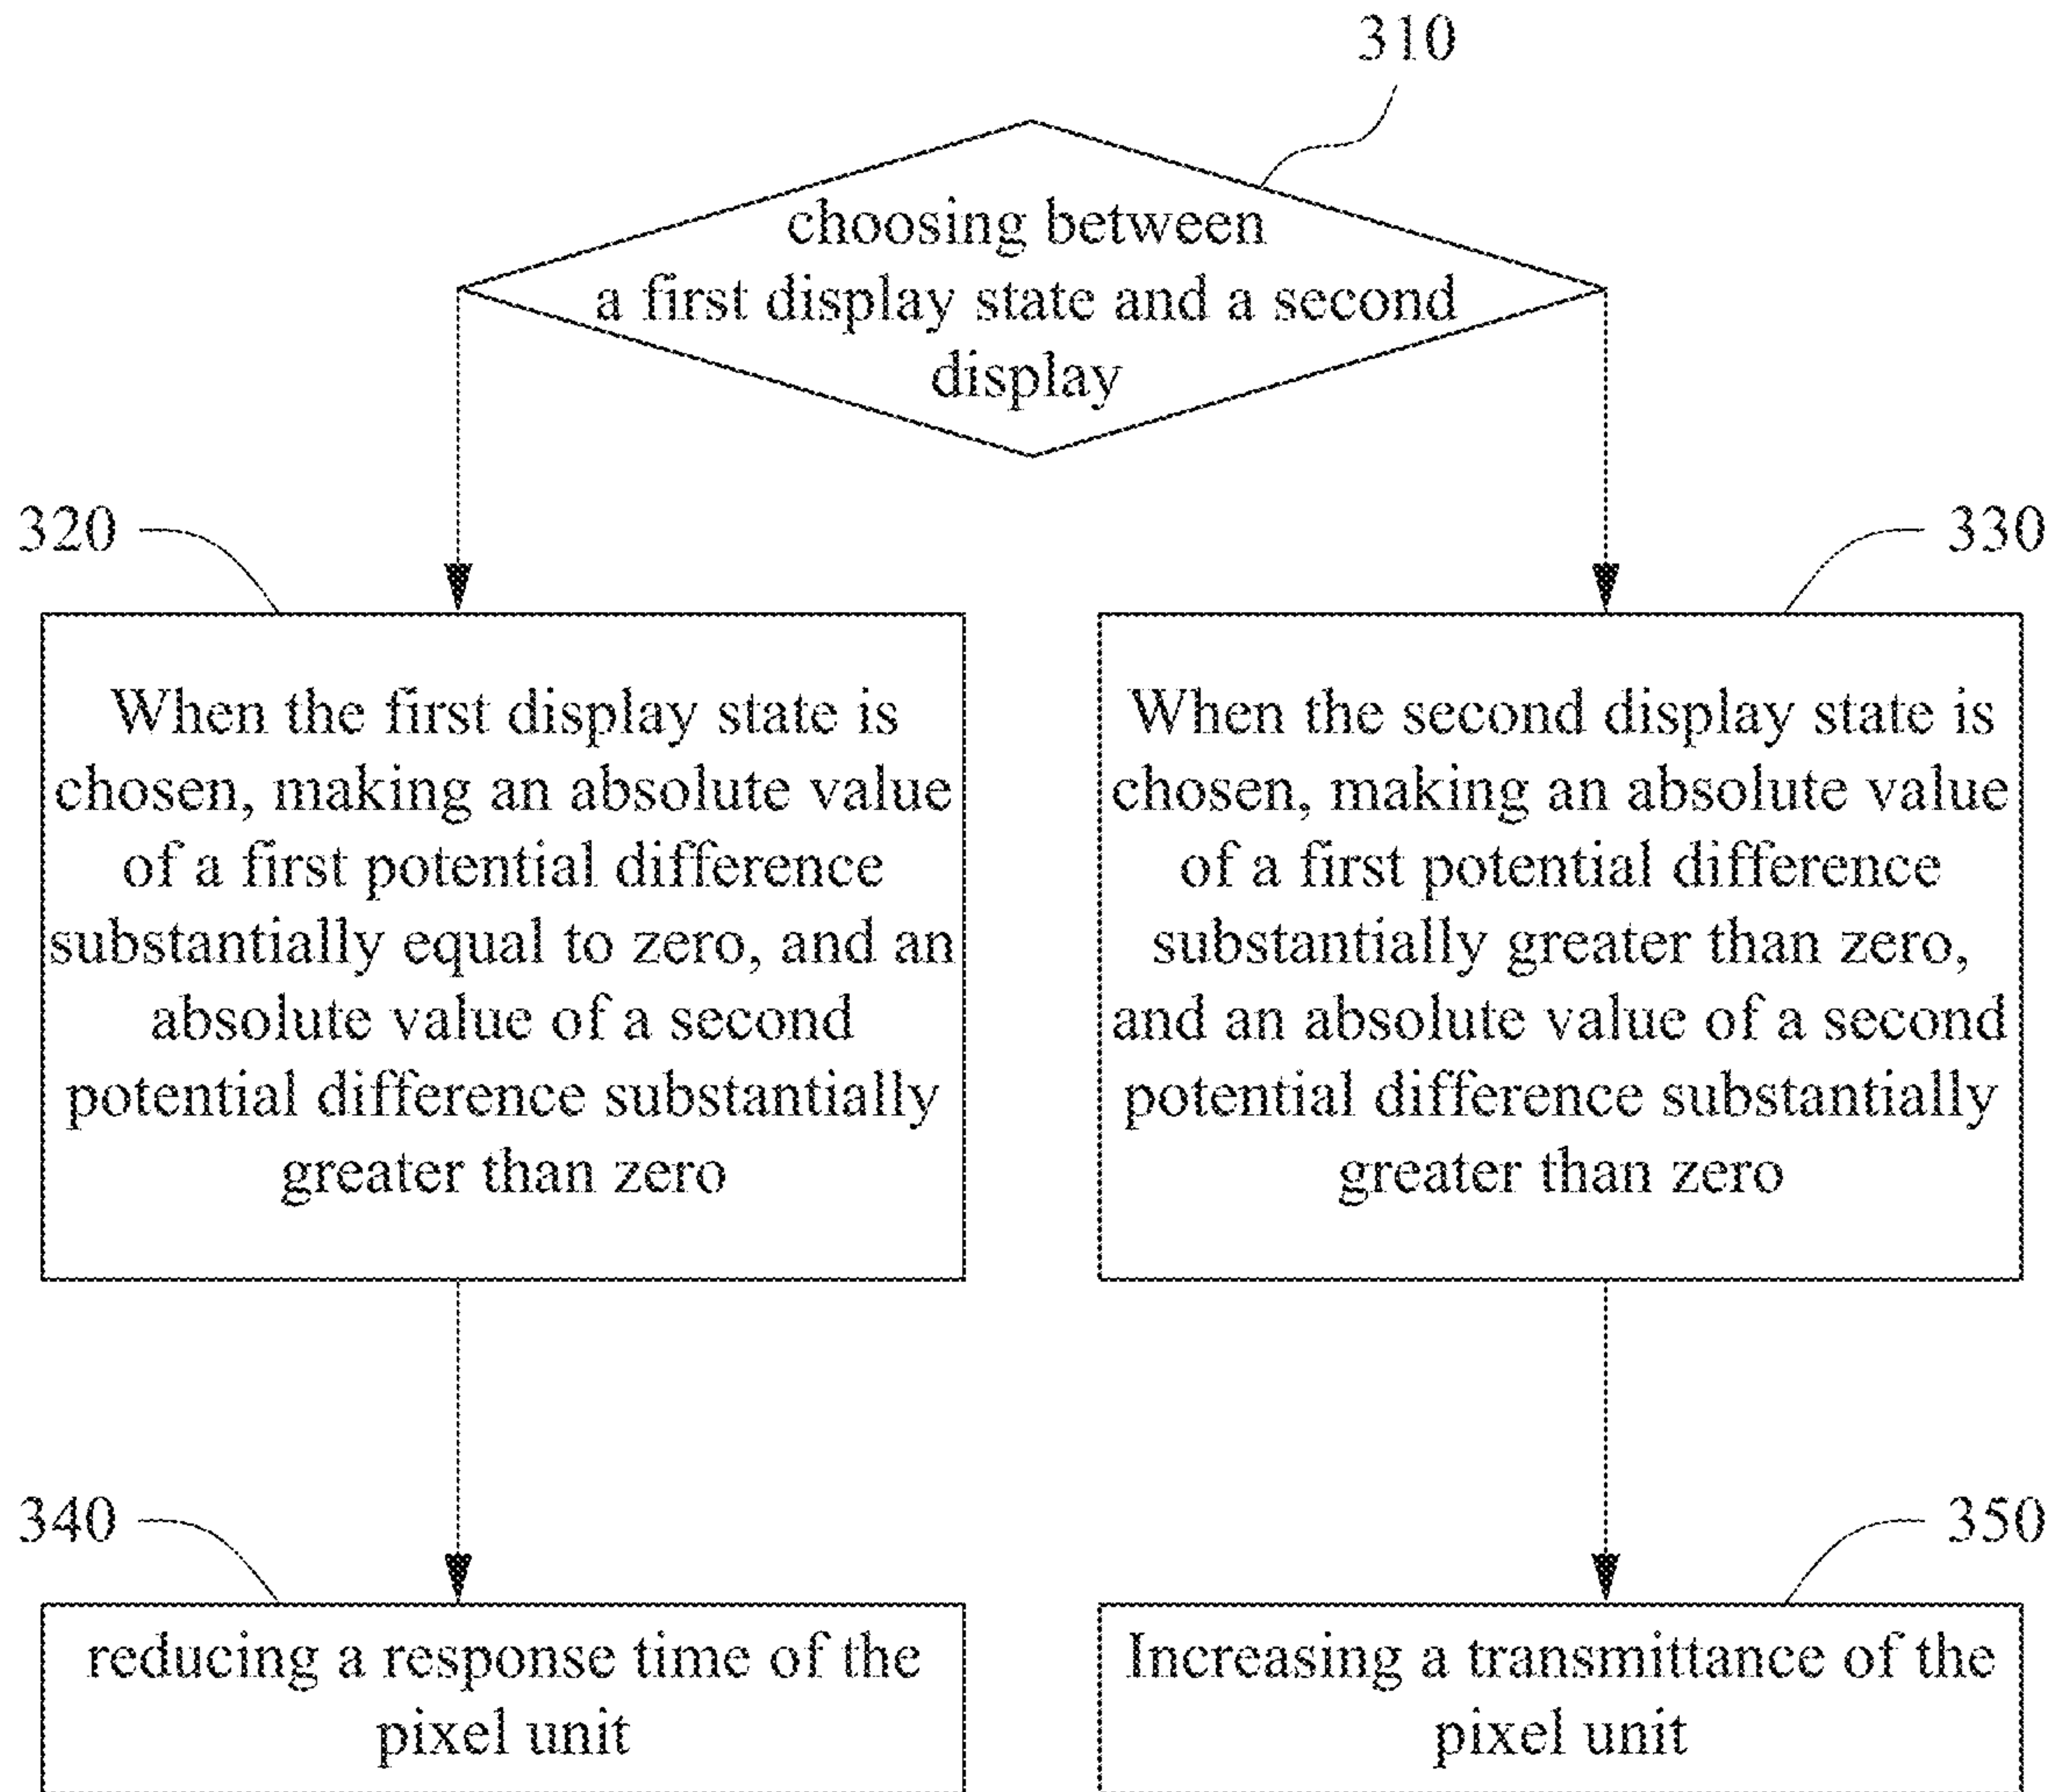 310
choosing between
a first display state and a second
display
320
When the first display state is
chosen, making an absolute value
of a first potential difference
substantially equal to zero, and an
absolute value of a second
potential difference substantially
greater than zero
330
When the second display state is
chosen, making an absolute value
of a first potential difference
substantially greater than zero,
and an absolute value of a second
potential difference substantially
greater than zero
340
reducing a response time of the
pixel unit
350
Increasing a transmittance of the
pixel unit